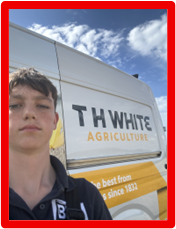 TH WHITE
AGRICULTURE
the best from
since 1832
B